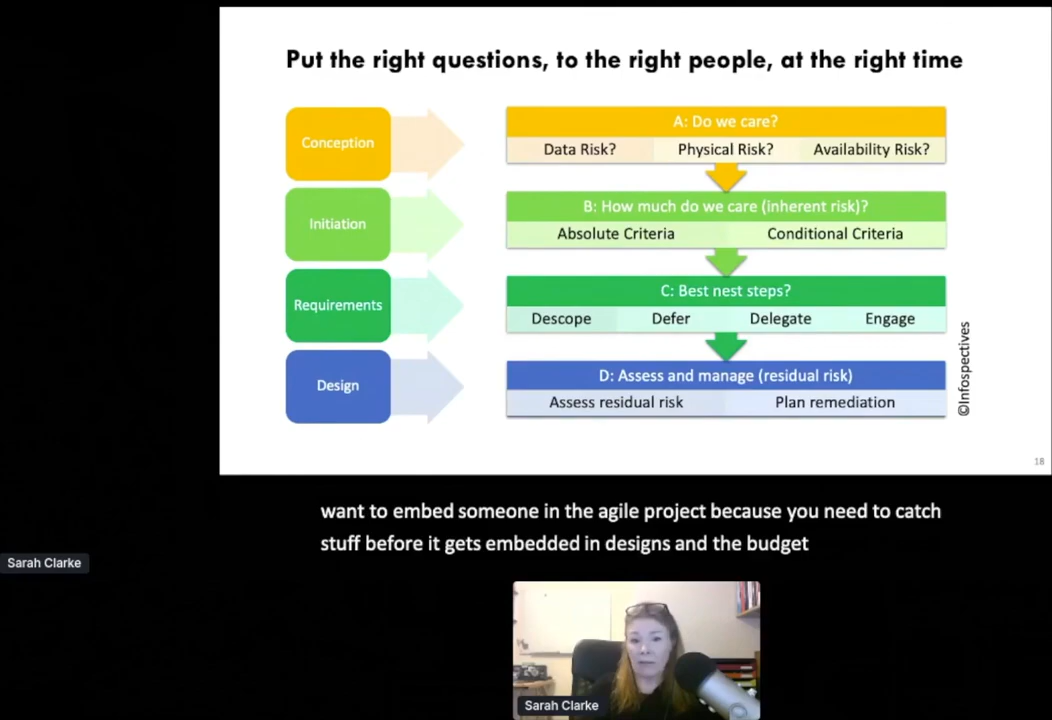 Put the right questions, to the right people, at the right time
Conception
A: Do we care?
Data Risk? Physical Risk? Availability Risk?
Initiation
B: How much do we care (inherent risk)?
Absolute Criteria Conditional Criteria
Requirements
C: Best nest steps?
Descope Defer Delegate Engage
Design
D: Assess and manage (residual risk)
Assess residual risk Plan remediation
©Infospectives
18
want to embed someone in the agile project because you need to catch
stuff before it gets embedded in designs and the budget
Sarah Clarke
Sarah Clarke